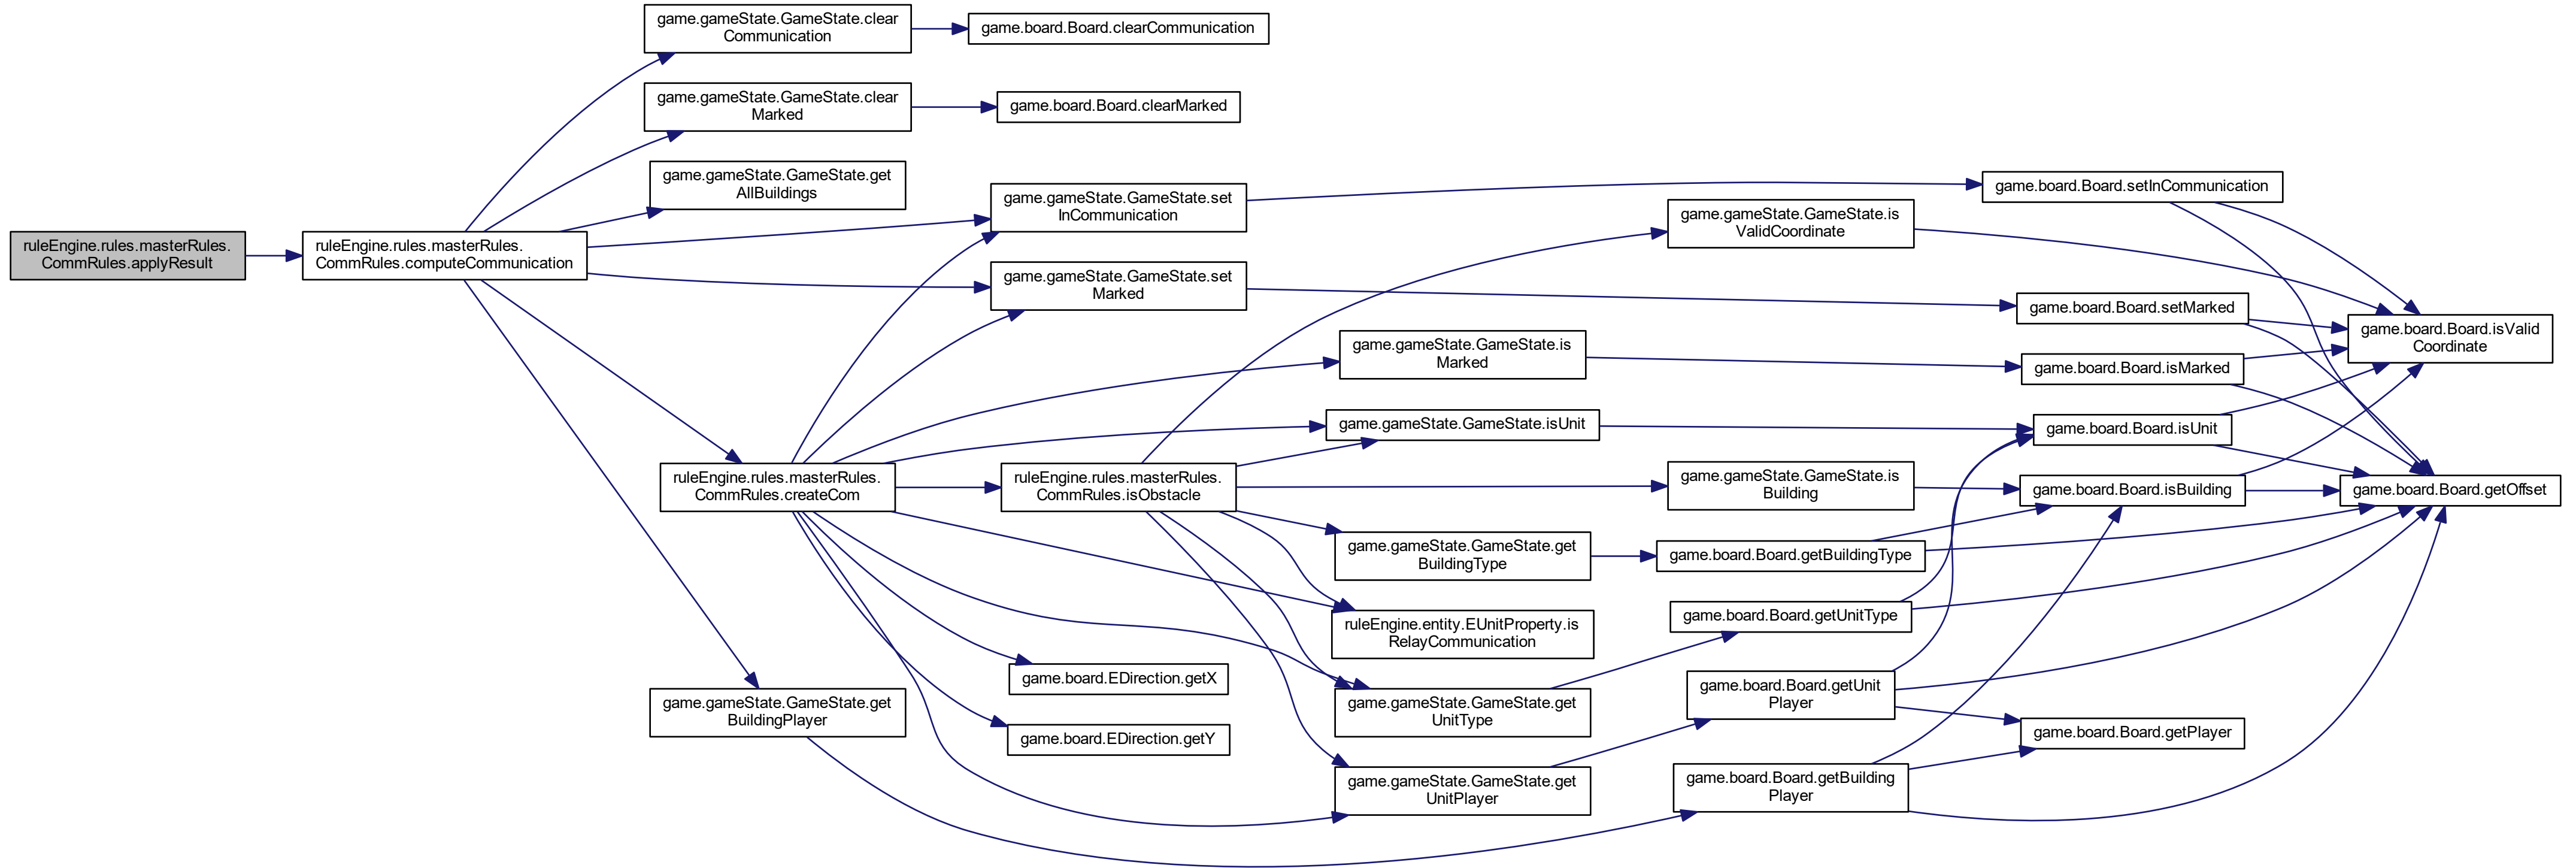 ruleEngine.rules.masterRules.
CommRules.applyResult
ruleEngine.rules.masterRules.
CommRules.computeCommunication
game.gameState.GameState.clear
Communication
game.board.Board.clearCommunication
game.gameState.GameState.clear
Marked
game.board.Board.clearMarked
game.gameState.GameState.get
AllBuildings
game.gameState.GameState.set
InCommunication
game.gameState.GameState.set
Marked
ruleEngine.rules.masterRules.
CommRules.createCom
game.gameState.GameState.get
BuildingPlayer
ruleEngine.rules.masterRules.
CommRules.isObstacle
game.board.EDirection.getX
game.board.EDirection.getY
game.gameState.GameState.is
Marked
game.gameState.GameState.isUnit
game.gameState.GameState.get
BuildingType
ruleEngine.entity.EUnitProperty.is
RelayCommunication
game.gameState.GameState.get
UnitType
game.gameState.GameState.get
UnitPlayer
game.gameState.GameState.is
ValidCoordinate
game.gameState.GameState.is
Building
game.board.Board.getBuildingType
game.board.Board.getUnitType
game.board.Board.getUnit
Player
game.board.Board.getBuilding
Player
game.board.Board.setInCommunication
game.board.Board.setMarked
game.board.Board.isMarked
game.board.Board.isUnit
game.board.Board.isBuilding
game.board.Board.getPlayer
game.board.Board.isValid
Coordinate
game.board.Board.getOffset